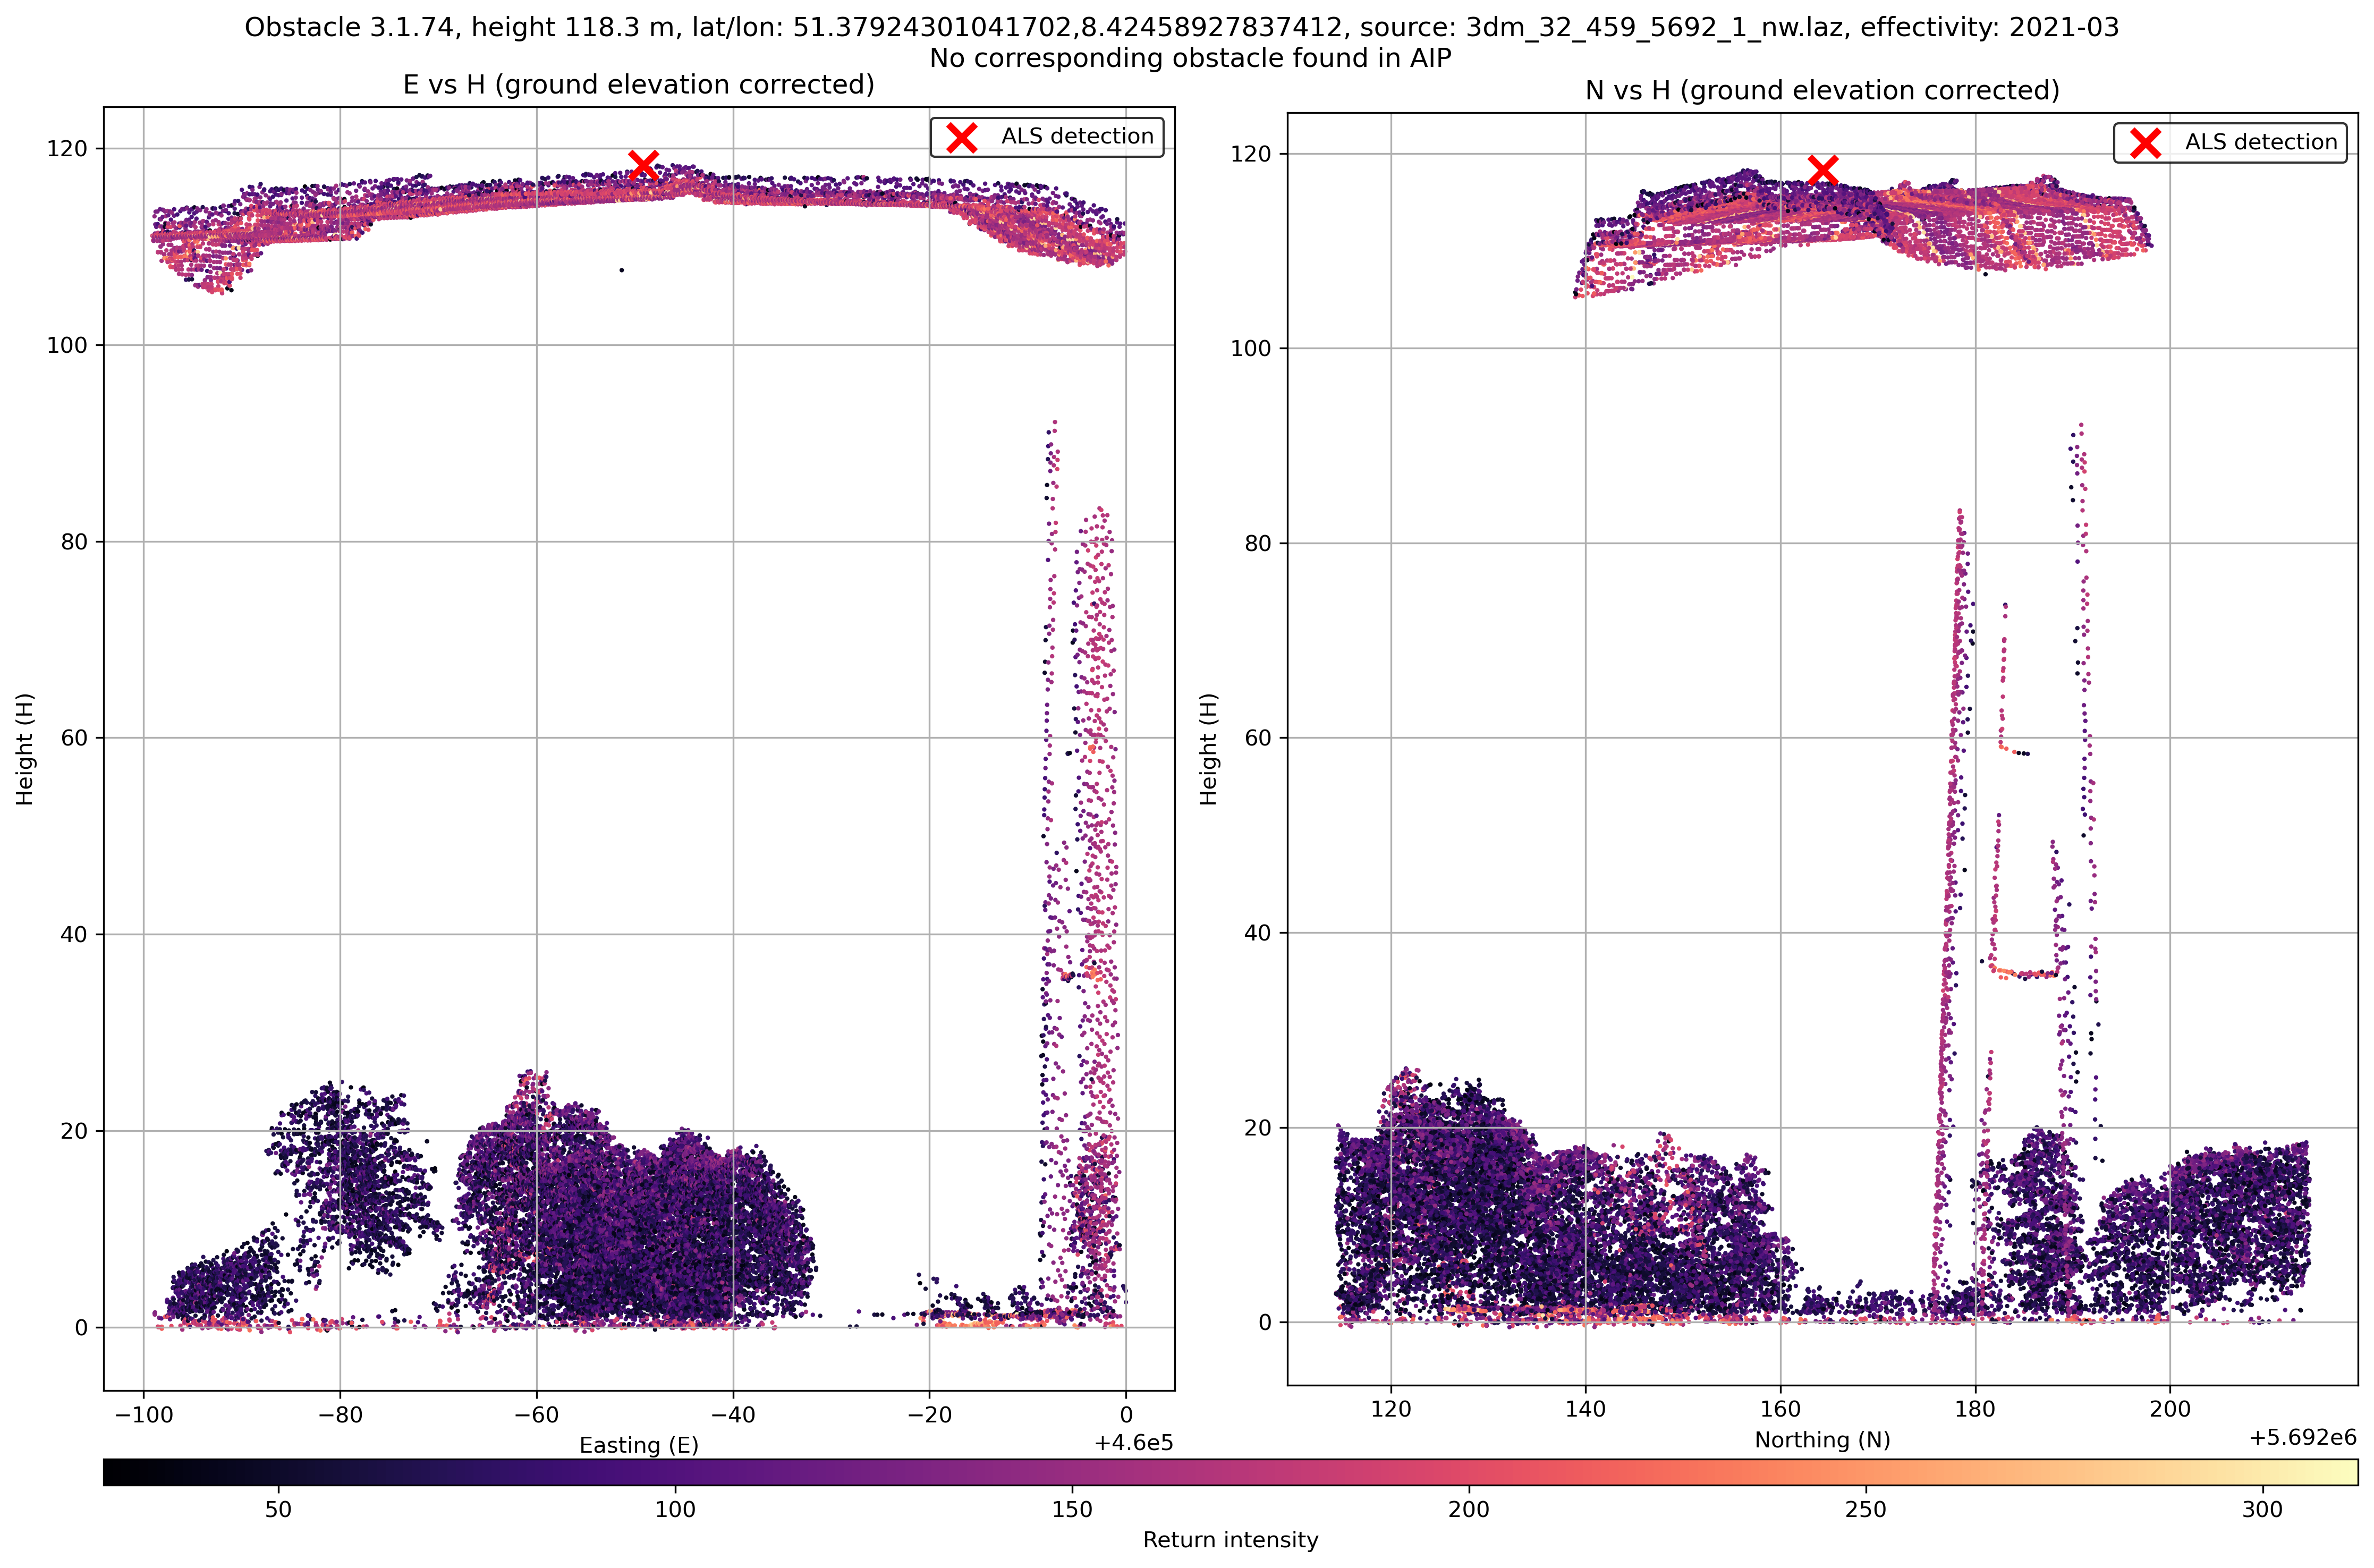 Obstacle 3.1.74, height 118.3 m, lat/lon: 51.37924301041702,8.42458927837412, source: 3dm_32_459_5692_1_nw.laz, effectivity: 2021-03
No corresponding obstacle found in AIP
E vs H (ground elevation corrected)
ALS detection
120
100
80
60
40
20
0
Height (H)
−100
−80
−60
−40
−20
0
Easting (E)
+4.6e5
N vs H (ground elevation corrected)
ALS detection
120
100
80
60
40
20
0
Height (H)
120
140
160
180
200
Northing (N)
+5.692e6
50
100
150
200
250
300
Return intensity